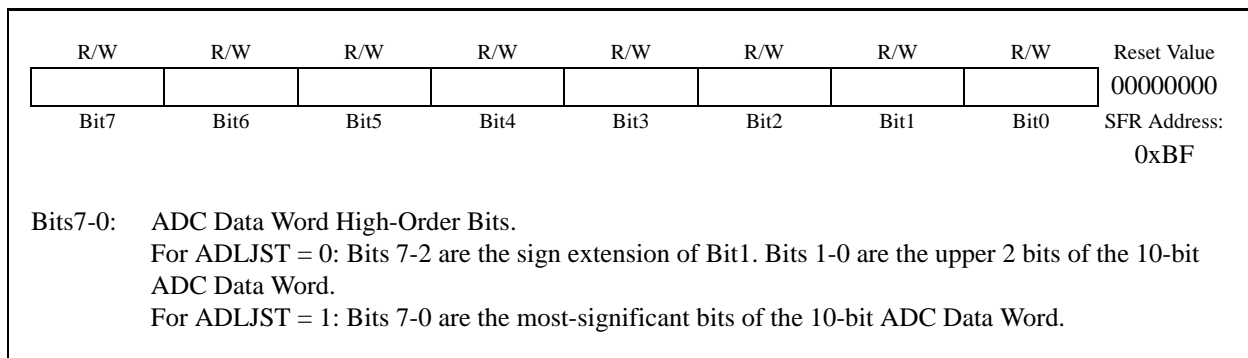 R/W R/W R/W R/W R/W R/W R/W R/W Reset Value
00000000
Bit7 Bit6 Bit5 Bit4 Bit3 Bit2 Bit1 Bit0 SFR Address:
0xBF
Bits7-0: ADC Data Word High-Order Bits.
For ADLJST = 0: Bits 7-2 are the sign extension of Bit1. Bits 1-0 are the upper 2 bits of the 10-bit
ADC Data Word.
For ADLJST = 1: Bits 7-0 are the most-significant bits of the 10-bit ADC Data Word.